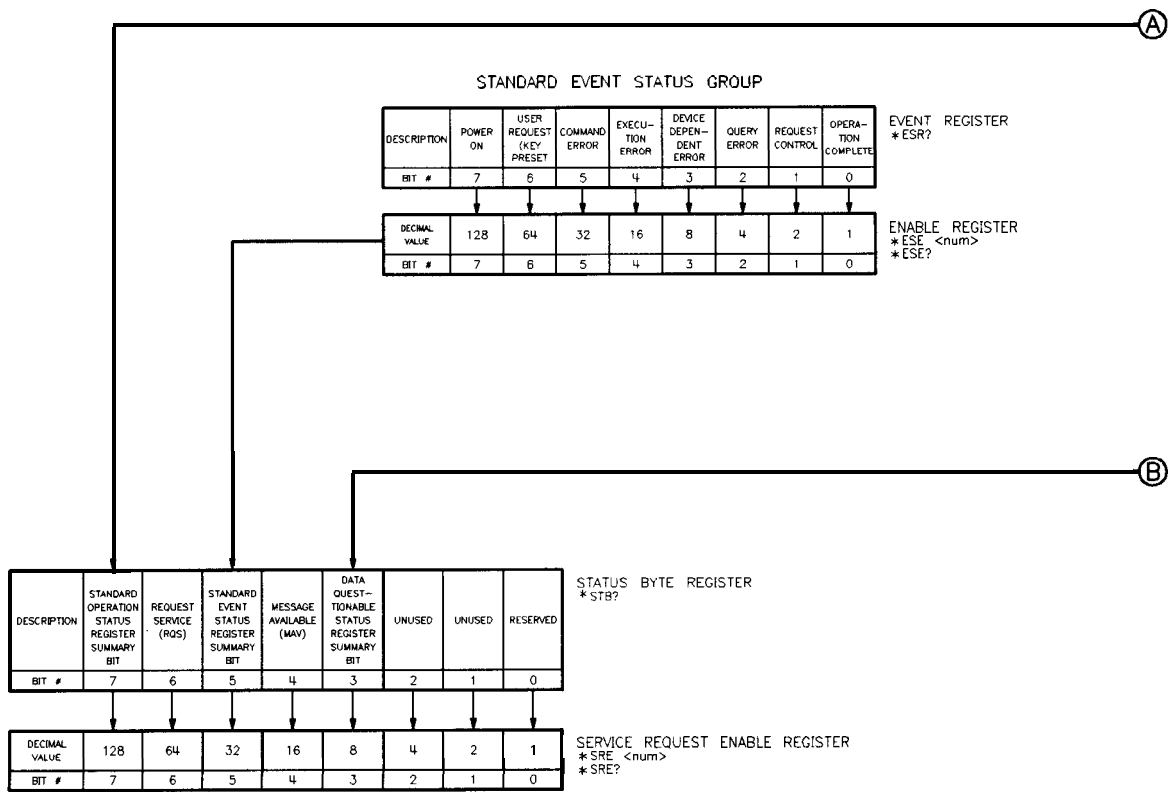 A
STANDARD EVENT STATUS GROUP
DESCRIPTION
POWER
ON
USER
REQUEST
(KEY
PRESET
COMMAND
ERROR
EXECU-
TION
ERROR
DEVICE
DEPEN-
DENT
ERROR
QUERY
ERROR
REQUEST
CONTROL
OPERA-
TION
COMPLETE
EVENT REGISTER
*ESR?
BIT # 7 6 5 4 3 2 1 0
DECIMAL
VALUE
128 64 32 16 8 4 2 1
ENABLE REGISTER
*ESE <num>
*ESE?
BIT # 7 6 5 4 3 2 1 0
B
DESCRIPTION
STANDARD
OPERATION
STATUS
REGISTER
SUMMARY
BIT
REQUEST
SERVICE
(RQS)
STANDARD
EVENT
STATUS
REGISTER
SUMMARY
BIT
MESSAGE
AVAILABLE
(MAV)
DATA
QUEST-
TIONABLE
STATUS
REGISTER
SUMMARY
BIT
UNUSED
UNUSED
RESERVED
STATUS BYTE REGISTER
*STB?
BIT # 7 6 5 4 3 2 1 0
DECIMAL
VALUE
128 64 32 16 8 4 2 1
SERVICE REQUEST ENABLE REGISTER
*SRE <num>
*SRE?
BIT # 7 6 5 4 3 2 1 0